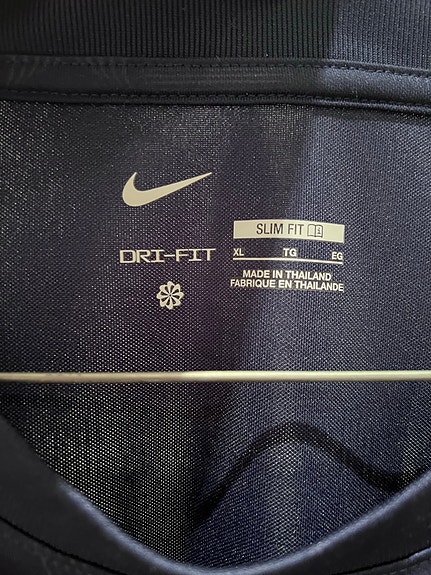 DRI-FIT
SLIM FIT
XL TG EG
MADE IN THAILAND
FABRIQUE EN THAILANDE